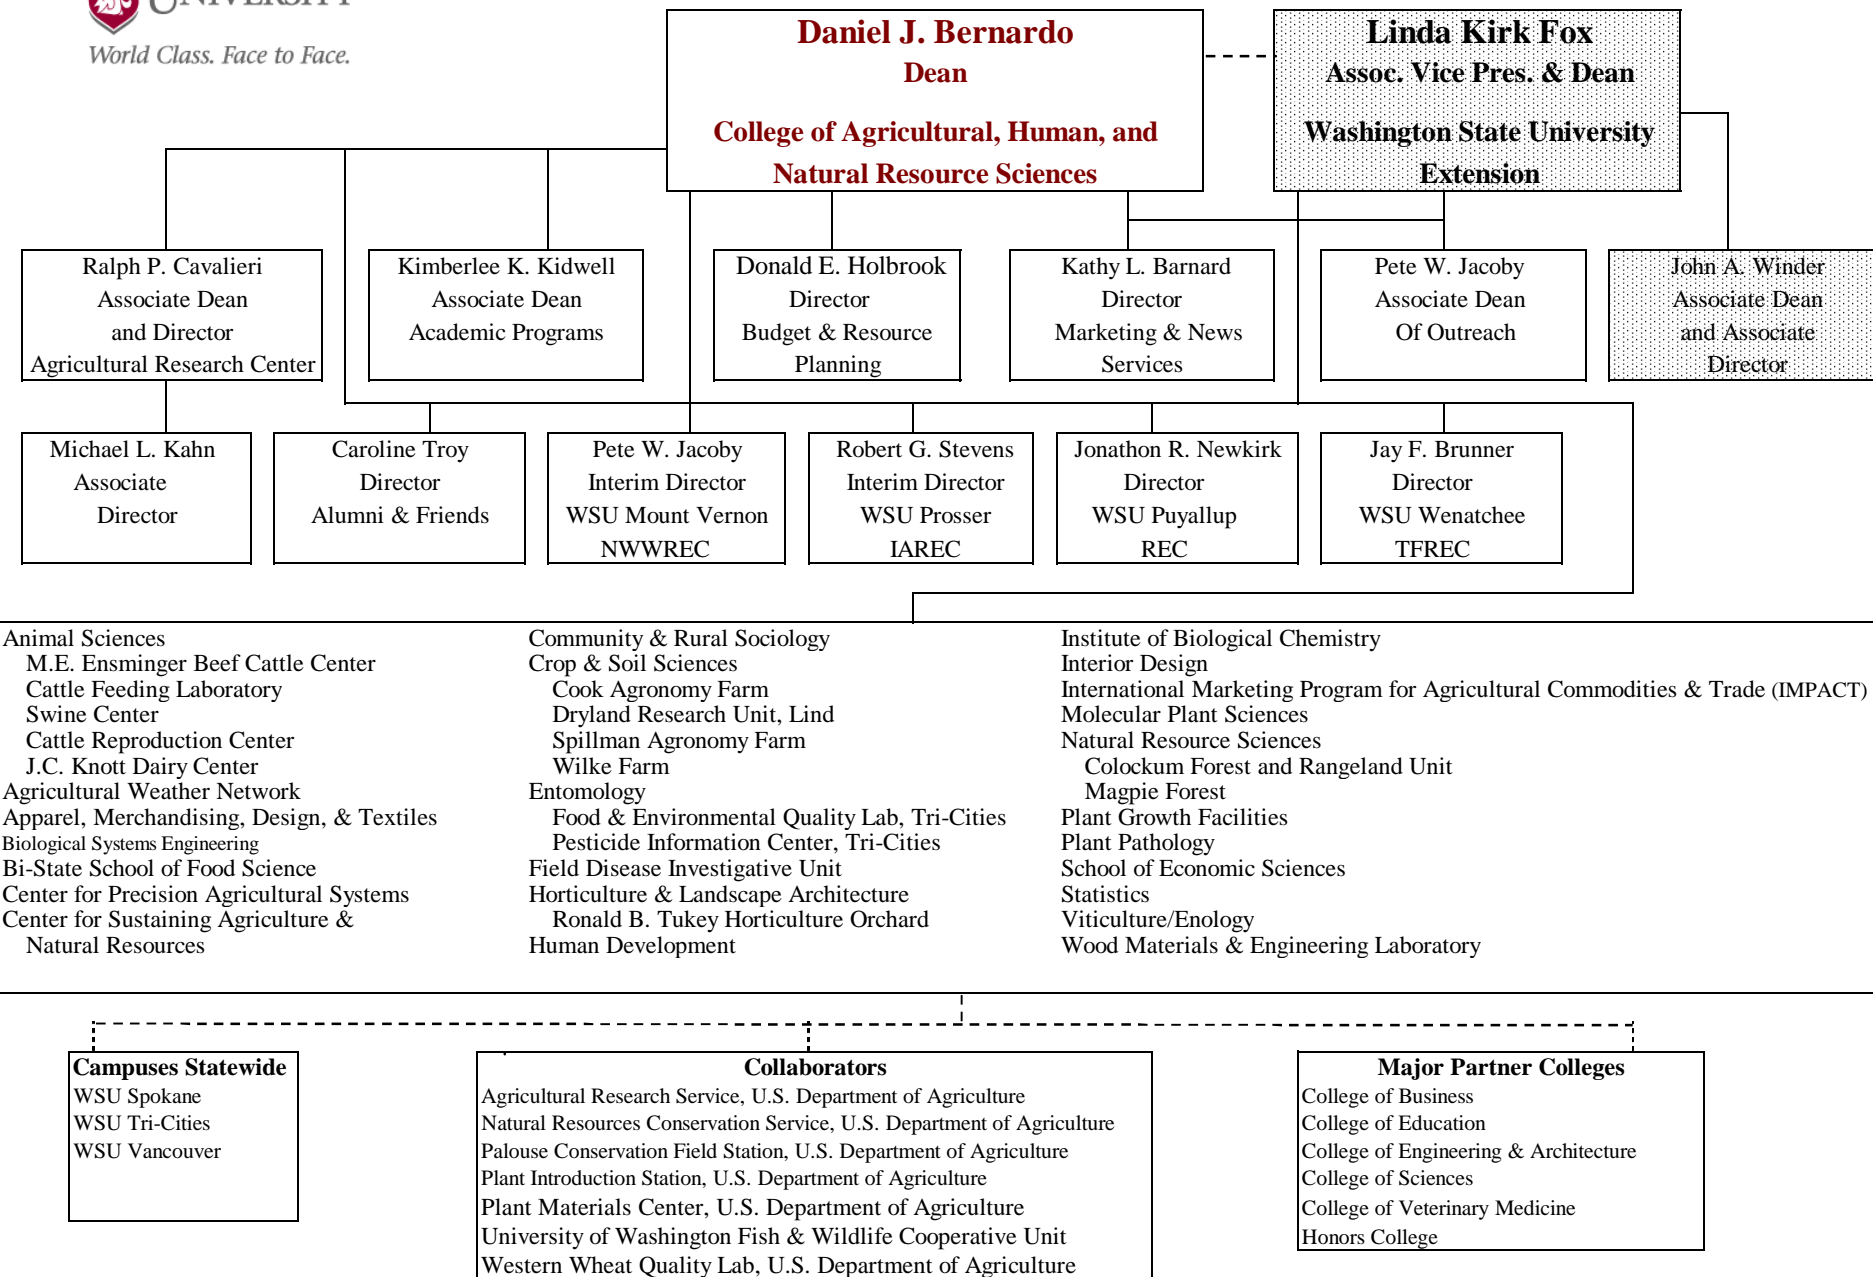 UNIVERSITY
World Class. Face to Face.
Daniel J. Bernardo
Dean
College of Agricultural, Human, and
Natural Resource Sciences
Linda Kirk Fox
Assoc. Vice Pres. & Dean
Washington State University
Extension
Ralph P. Cavalieri
Associate Dean
and Director
Agricultural Research Center
Kimberlee K. Kidwell
Associate Dean
Academic Programs
Donald E. Holbrook
Director
Budget & Resource
Planning
Kathy L. Barnard
Director
Marketing & News
Services
Pete W. Jacoby
Associate Dean
Of Outreach
John A. Winder
Associate Dean
and Associate
Director
Michael L. Kahn
Associate
Director
Caroline Troy
Director
Alumni & Friends
Pete W. Jacoby
Interim Director
WSU Mount Vernon
NWWREC
Robert G. Stevens
Interim Director
WSU Prosser
IAREC
Jonathon R. Newkirk
Director
WSU Puyallup
REC
Jay F. Brunner
Director
WSU Wenatchee
TFREC
Animal Sciences
M.E. Ensminger Beef Cattle Center
Cattle Feeding Laboratory
Swine Center
Cattle Reproduction Center
J.C. Knott Dairy Center
Agricultural Weather Network
Apparel, Merchandising, Design, & Textiles
Biological Systems Engineering
Bi-State School of Food Science
Center for Precision Agricultural Systems
Center for Sustaining Agriculture &
Natural Resources
Community & Rural Sociology
Crop & Soil Sciences
Cook Agronomy Farm
Dryland Research Unit, Lind
Spillman Agronomy Farm
Wilke Farm
Entomology
Food & Environmental Quality Lab, Tri-Cities
Pesticide Information Center, Tri-Cities
Field Disease Investigative Unit
Horticulture & Landscape Architecture
Ronald B. Tukey Horticulture Orchard
Human Development
Institute of Biological Chemistry
Interior Design
International Marketing Program for Agricultural Commodities & Trade (IMPACT)
Molecular Plant Sciences
Natural Resource Sciences
Colockum Forest and Rangeland Unit
Magpie Forest
Plant Growth Facilities
Plant Pathology
School of Economic Sciences
Statistics
Viticulture/Enology
Wood Materials & Engineering Laboratory
Campuses Statewide
WSU Spokane
WSU Tri-Cities
WSU Vancouver
Collaborators
Agricultural Research Service, U.S. Department of Agriculture
Natural Resources Conservation Service, U.S. Department of Agriculture
Palouse Conservation Field Station, U.S. Department of Agriculture
Plant Introduction Station, U.S. Department of Agriculture
Plant Materials Center, U.S. Department of Agriculture
University of Washington Fish & Wildlife Cooperative Unit
Western Wheat Quality Lab, U.S. Department of Agriculture
Major Partner Colleges
College of Business
College of Education
College of Engineering & Architecture
College of Sciences
College of Veterinary Medicine
Honors College